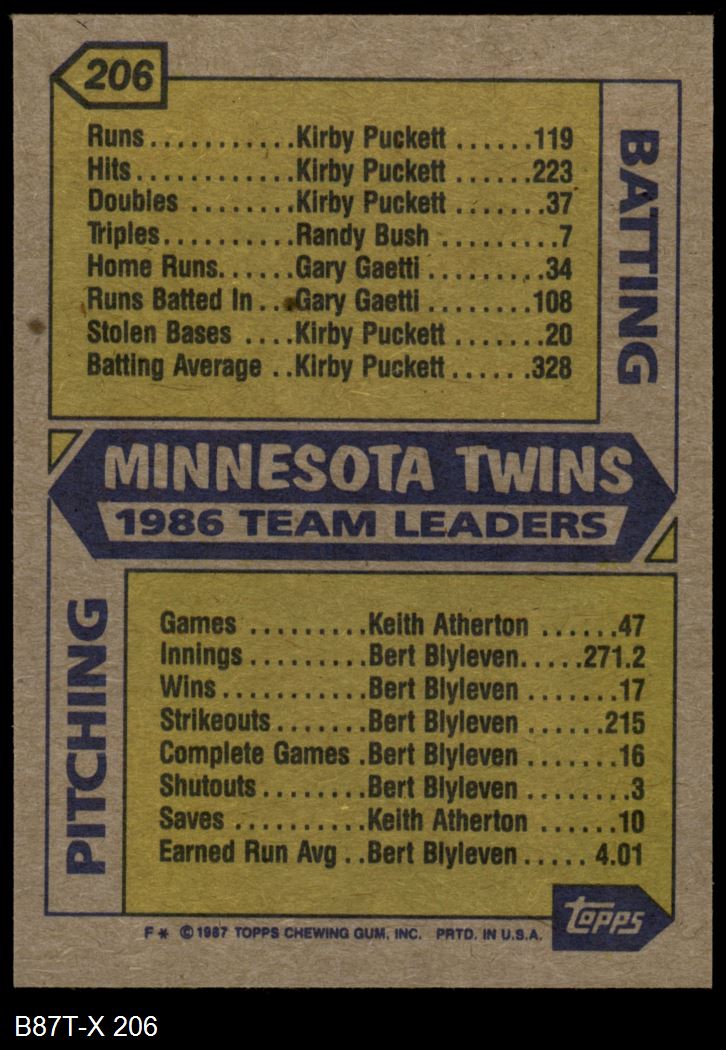 206
BATTING
Runs...........Kirby Puckett ......119
Hits............Kirby Puckett ......223
Doubles ........Kirby Puckett .......37
Triples..........Randy Bush .........7
Home Runs......Gary Gaetti ........34
Runs Batted In ...Gary Gaetti .......108
Stolen Bases ....Kirby Puckett .......20
Batting Average ..Kirby Puckett ......328
MINNESOTA TWINS
1986 TEAM LEADERS
PITCHING
Games .........Keith Atherton ......47
Innings.........Bert Blyleven.....271.2
Wins...........Bert Blyleven .......17
Strikeouts.......Bert Blyleven ......215
Complete Games .Bert Blyleven .......16
Shutouts........Bert Blyleven ........3
Saves ..........Keith Atherton ......10
Earned Run Avg ..Bert Blyleven ..... 4.01
topps
F* ©1987 TOPPS CHEWING GUM, INC. PRTD. IN U.S.A.
B87T-X 206